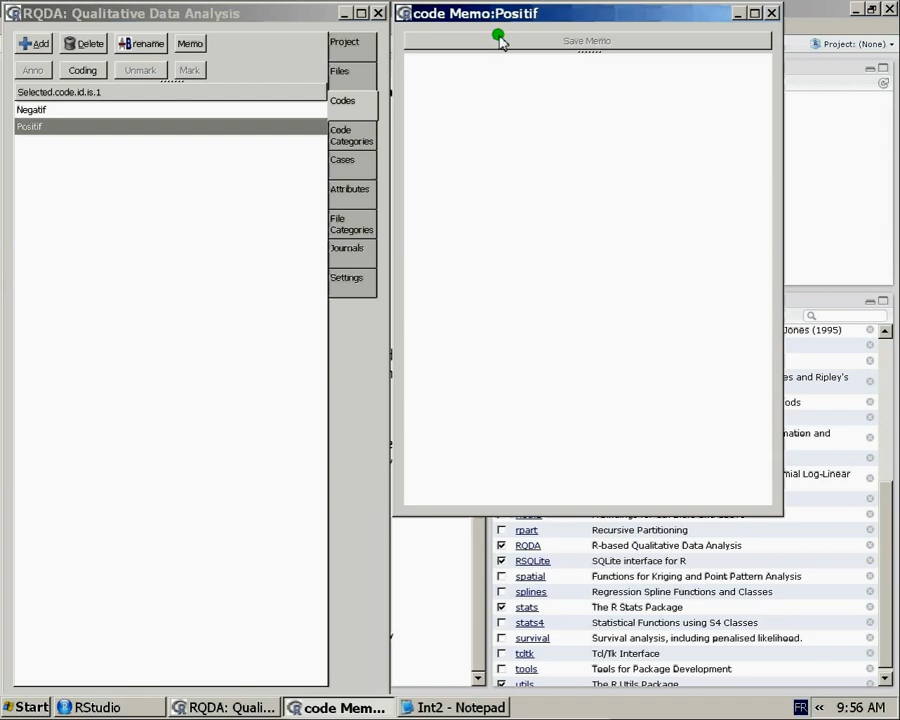 RQDA: Qualitative Data Analysis
Add Delete rename Memo
Anno Coding Unmark Mark
Selected.code.id.is.1
Negatif
Positif
Project
Files
Codes
Code
Categories
Cases
Attributes
File
Categories
Journals
Settings
code Memo:Positif
Save Memo
Project: (None)
Jones (1995)
es and Ripley's
ods
mation and
mial Log-Linear
rpart Recursive Partitioning
RQDA R-based Qualitative Data Analysis
RSQLite SQLite interface for R
spatial Functions for Kriging and Point Pattern Analysis
splines Regression Spline Functions and Classes
stats The R Stats Package
stats4 Statistical Functions using S4 Classes
survival Survival analysis, including penalised likelihood.
tcltk Tcl/Tk Interface
tools Tools for Package Development
utils The R Utils Package
Start RStudio RQDA: Quali... code Mem... Int2 - Notepad FR « 9:56 AM